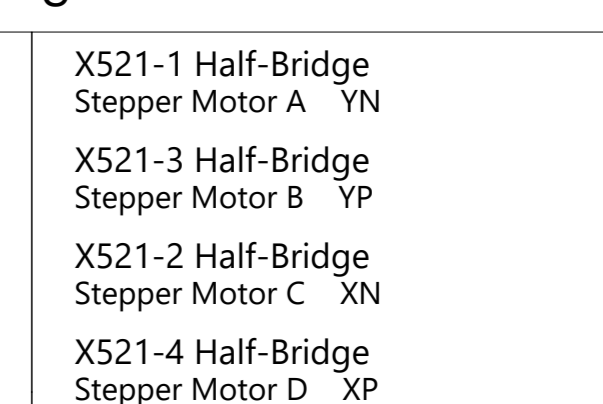 X521-1 Half-Bridge
Stepper Motor A YN
X521-3 Half-Bridge
Stepper Motor B YP
X521-2 Half-Bridge
Stepper Motor C XN
X521-4 Half-Bridge
Stepper Motor D XP